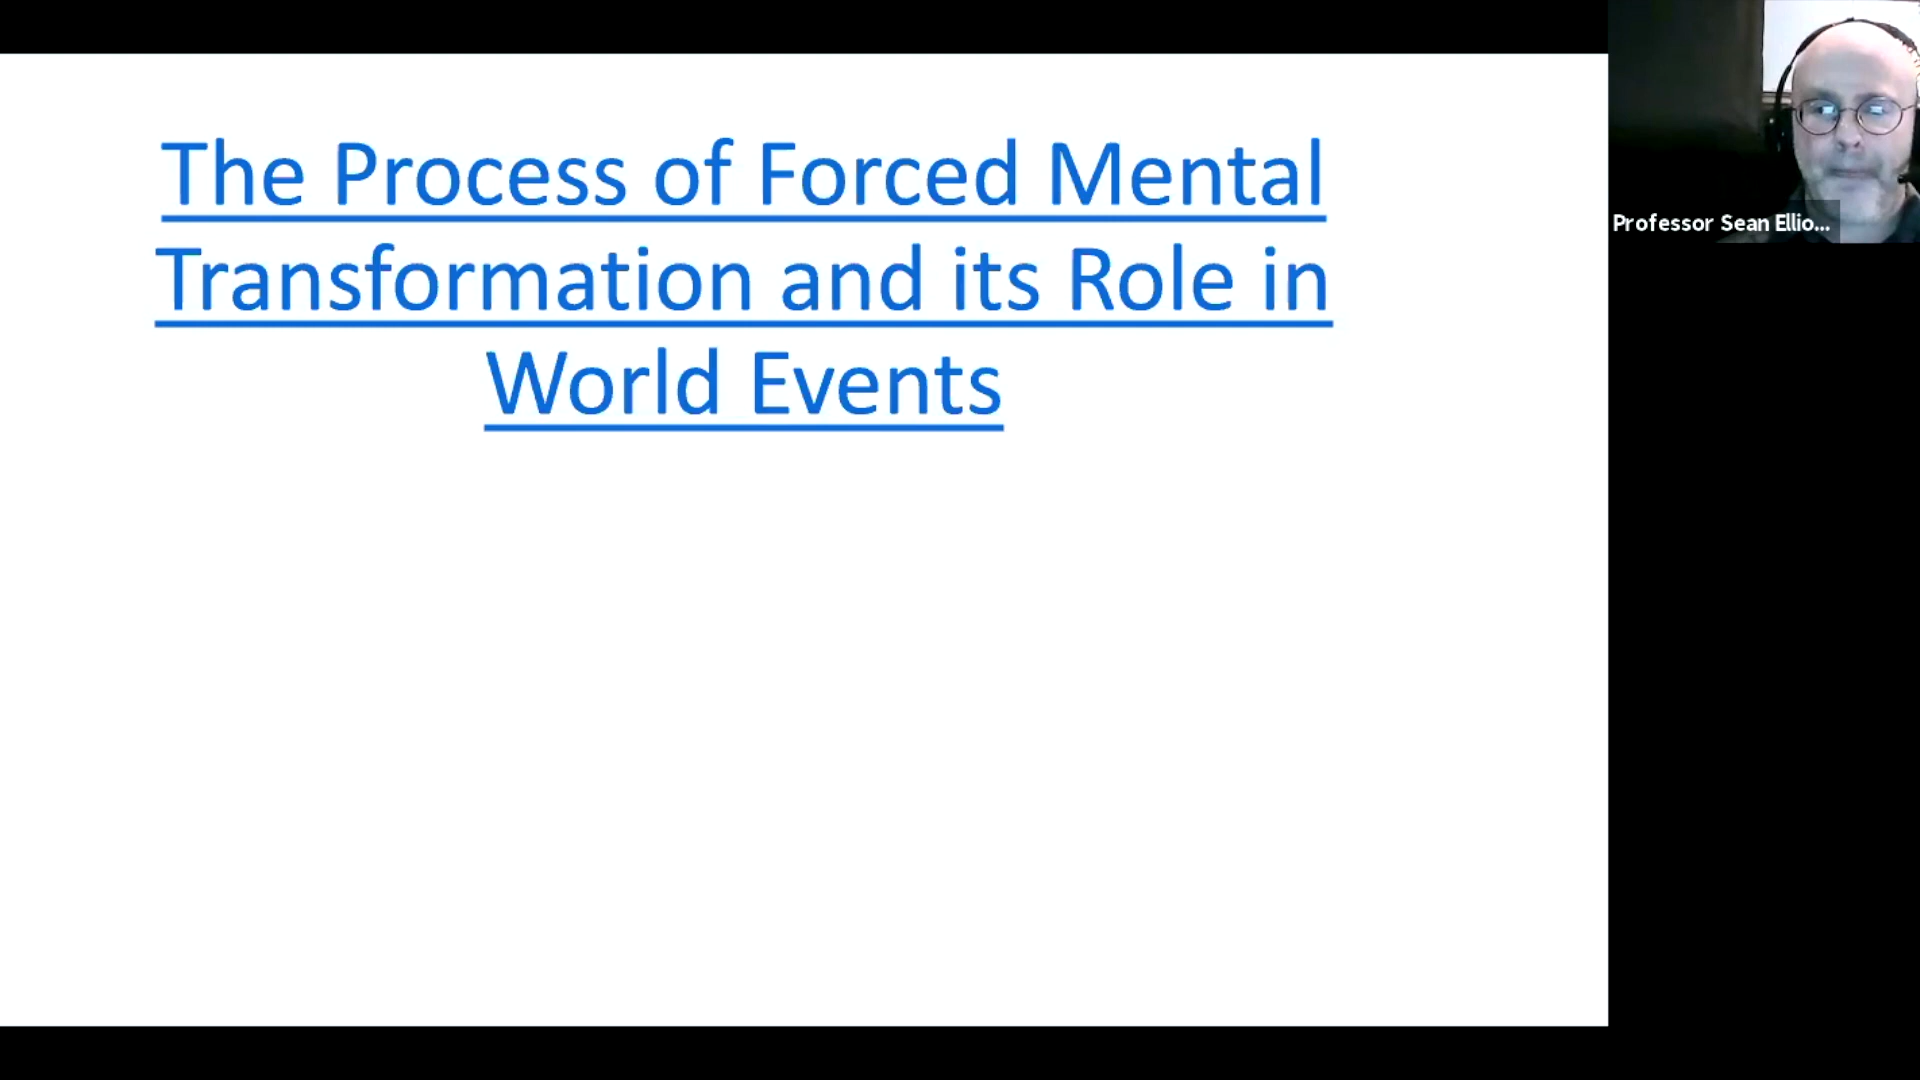 The Process of Forced Mental
Transformation and its Role in
World Events
Professor Sean Ellio...